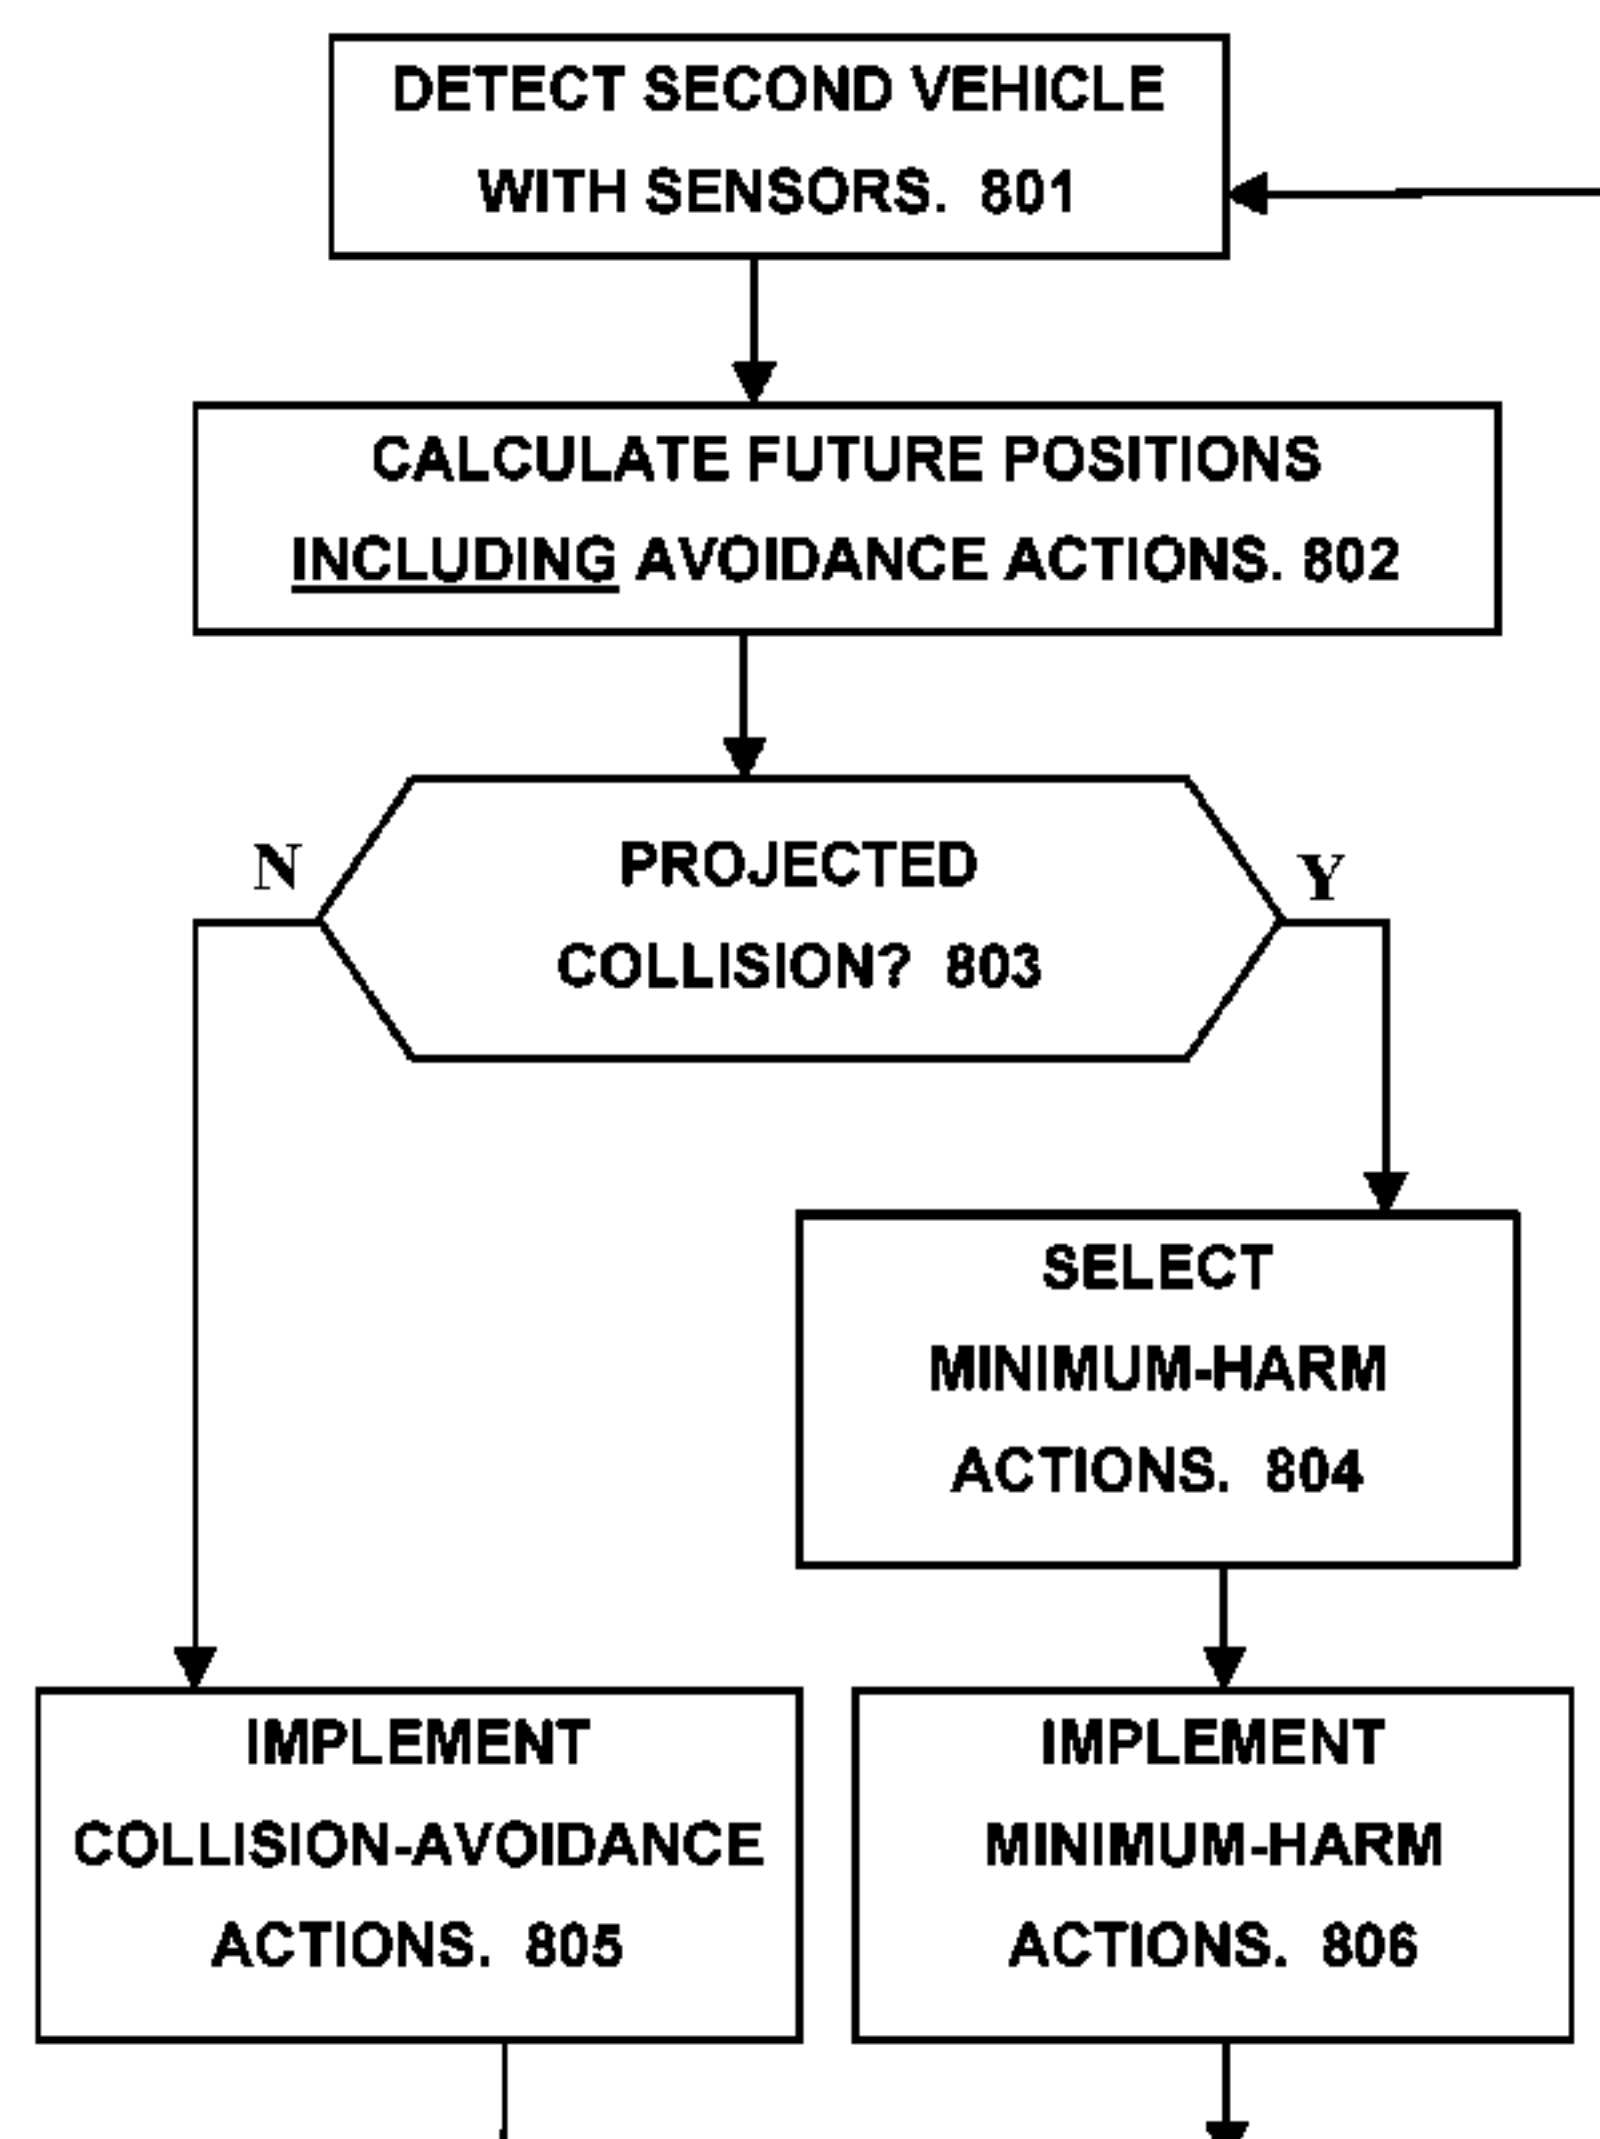 DETECT SECOND VEHICLE
WITH SENSORS. 801
CALCULATE FUTURE POSITIONS
INCLUDING AVOIDANCE ACTIONS. 802
N
PROJECTED
COLLISION? 803
Y
SELECT
MINIMUM-HARM
ACTIONS. 804
IMPLEMENT
COLLISION-AVOIDANCE
ACTIONS. 805
IMPLEMENT
MINIMUM-HARM
ACTIONS. 806